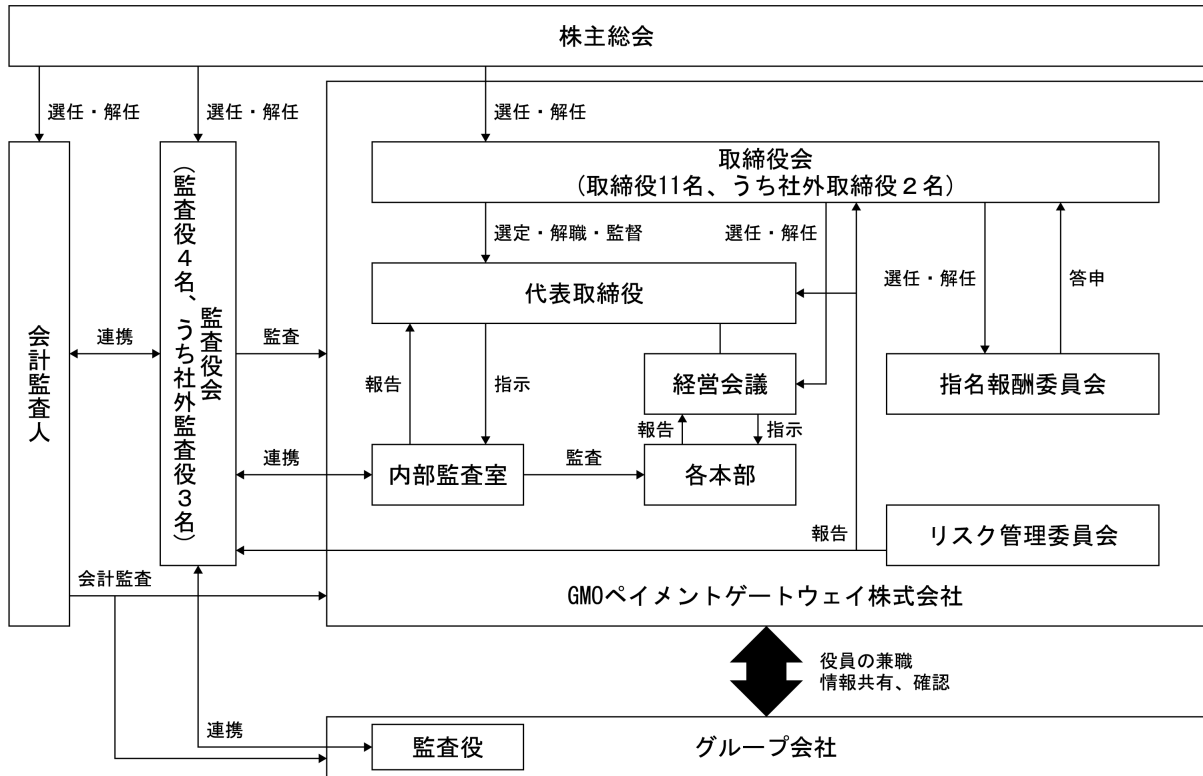 株主総会
選任・解任
選任・解任
選任・解任
取締役会
(取締役11名、うち社外取締役2名)
選定・解職・監督
選任・解任
選任・解任
答申
代表取締役
会計監査人
連携
監査役会
(監査役4名、うち社外監査役3名)
監査
報告
指示
経営会議
指名報酬委員会
報告
指示
連携
内部監査室
監査
各本部
報告
リスク管理委員会
会計監査
GMOペイメントゲートウェイ株式会社
役員の兼職
情報共有、確認
連携
監査役
グループ会社